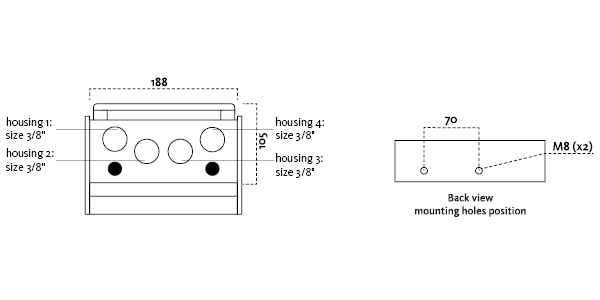 188
housing 1:
size 3/8"
housing 2:
size 3/8"
105
housing 4:
size 3/8"
housing 3:
size 3/8"
70
M8 (x2)
Back view
mounting holes position